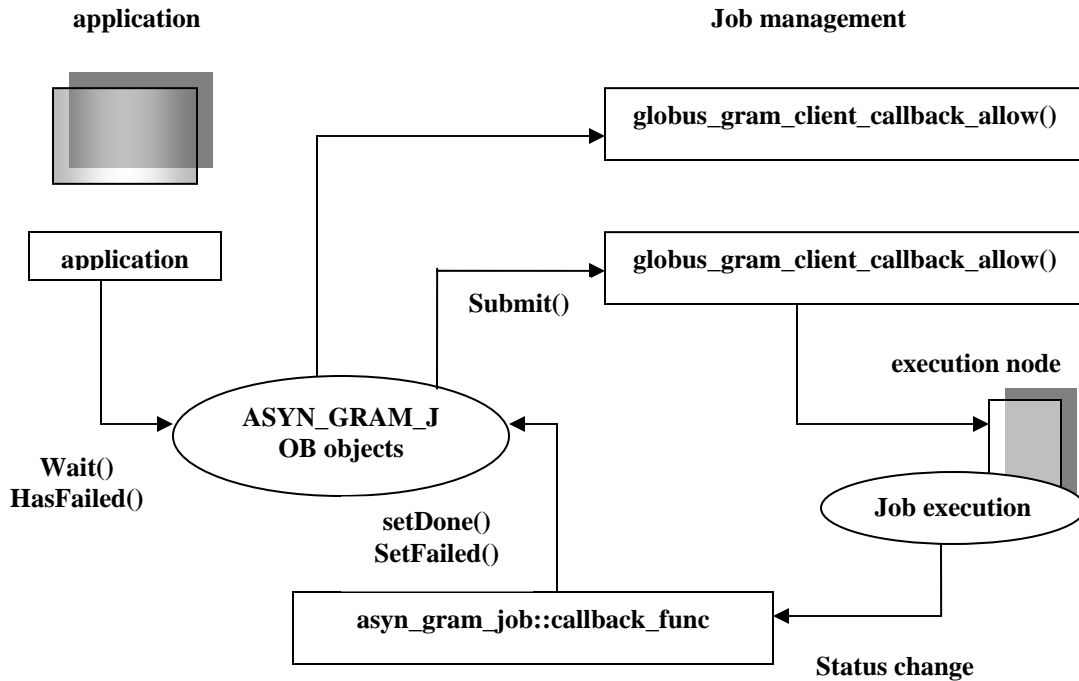 application
Job management
globus_gram_client_callback_allow()
application
globus_gram_client_callback_allow()
Submit()
execution node
ASYN_GRAM_J
OB objects
Wait()
HasFailed()
Job execution
setDone()
SetFailed()
asyn_gram_job::callback_func
Status change